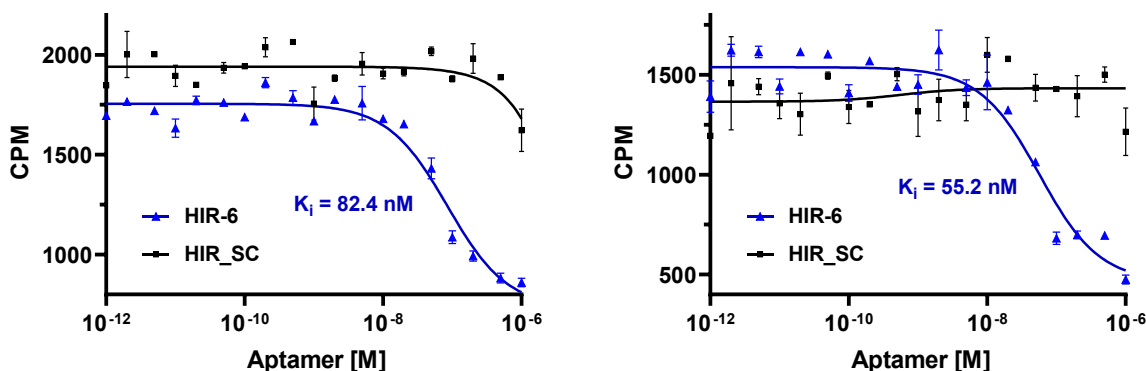 2000
1500
1000
CPM
K_i = 82.4 nM
HIR-6
HIR_SC
10^-12
10^-10
10^-8
10^-6
Aptamer [M]
1500
1000
500
CPM
K_i = 55.2 nM
HIR-6
HIR_SC
10^-12
10^-10
10^-8
10^-6
Aptamer [M]